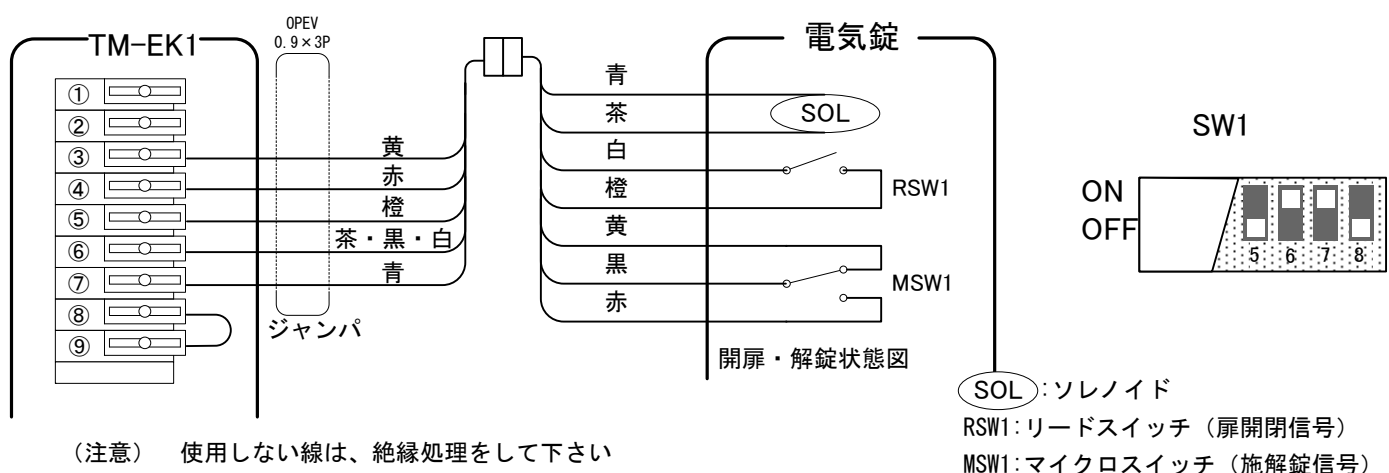 OPEV
0.9×3P
TM-EK1
電気錠
①
②
③
④
⑤
⑥
⑦
⑧
⑨
黄
赤
橙
茶・黒・白
青
ジャンパ
青
茶
白
橙
黄
黒
赤
SOL
RSW1
MSW1
開扉・解錠状態図
SW1
ON
OFF
5 6 7 8
SOL:ソレノイド
RSW1:リードスイッチ(扉開閉信号)
MSW1:マイクロスイッチ(施解錠信号)
(注意) 使用しない線は、絶縁処理をして下さい